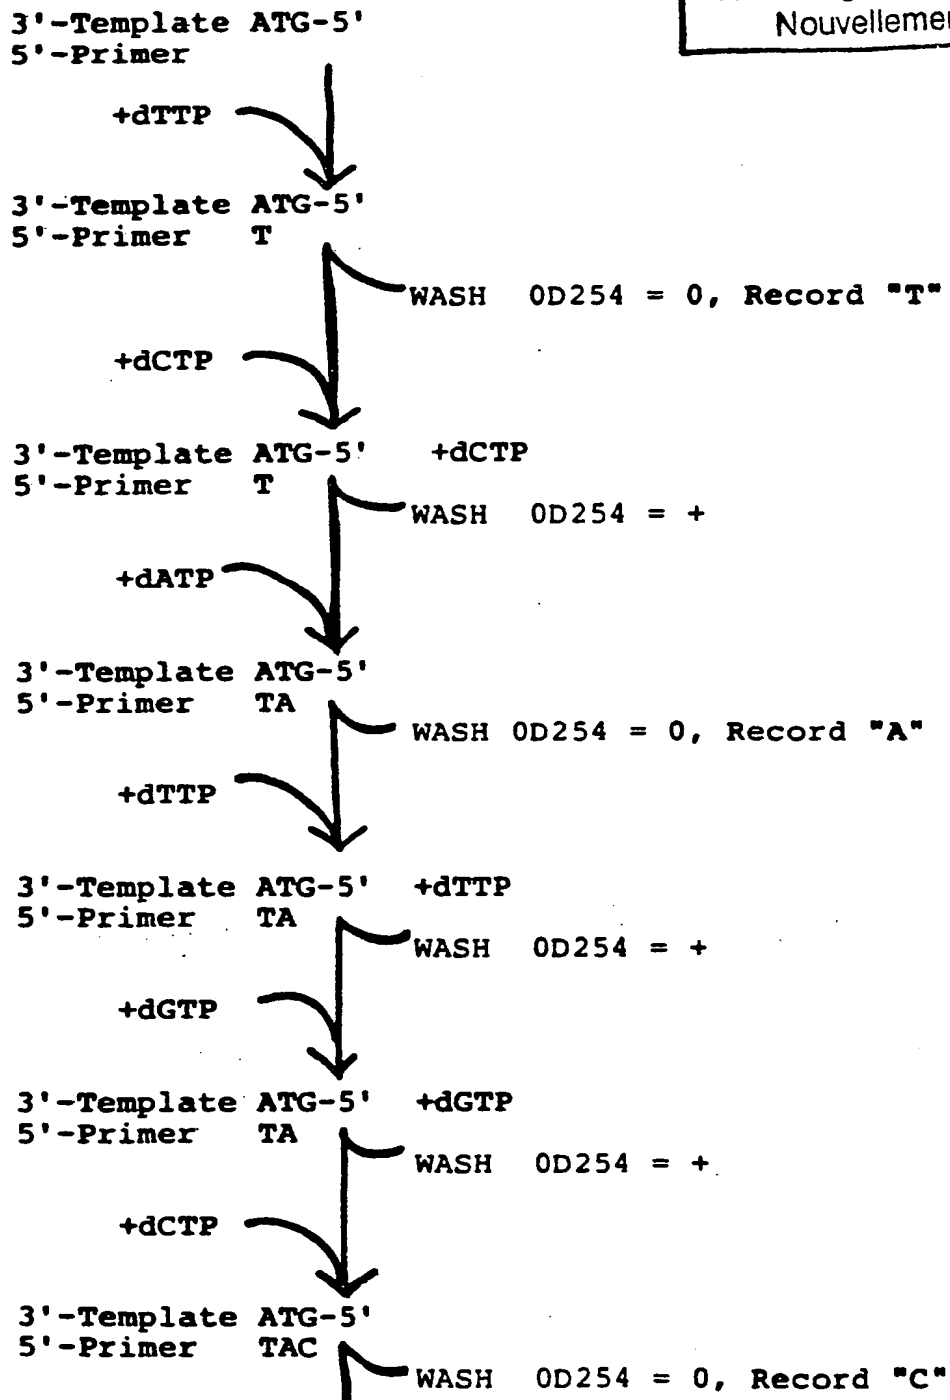 Nouvellemen
3'-Template ATG-5'
5'-Primer
+dTTP
3'-Template ATG-5'
5'-Primer T
WASH OD254 = 0, Record "T"
+dCTP
3'-Template ATG-5' +dCTP
5'-Primer T
WASH OD254 = +
+dATP
3'-Template ATG-5'
5'-Primer TA
WASH OD254 = 0, Record "A"
+dTTP
3'-Template ATG-5' +dTTP
5'-Primer TA
WASH OD254 = +
+dGTP
3'-Template ATG-5' +dGTP
5'-Primer TA
WASH OD254 = +
+dCTP
3'-Template ATG-5'
5'-Primer TAC
WASH OD254 = 0, Record "C"